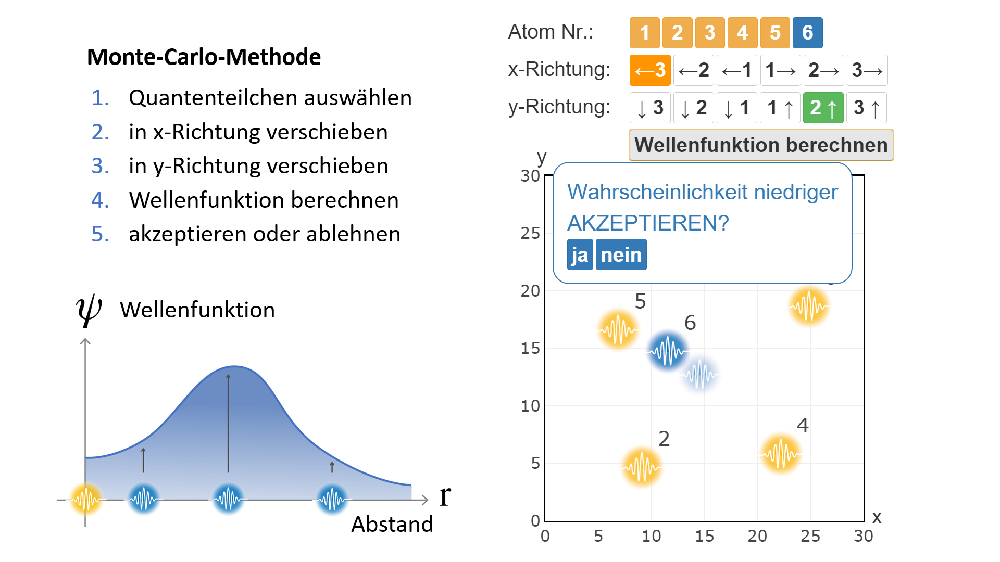 Monte-Carlo-Methode
1. Quantenteilchen auswählen
2. in x-Richtung verschieben
3. in y-Richtung verschieben
4. Wellenfunktion berechnen
5. akzeptieren oder ablehnen
ψ Wellenfunktion
r
Abstand
Atom Nr.: 1 2 3 4 5 6
x-Richtung: ←3 ←2 ←1 1→ 2→ 3→
y-Richtung: ↓ 3 ↓ 2 ↓ 1 1 ↑ 2 ↑ 3 ↑
Wellenfunktion berechnen
y
30
Wahrscheinlichkeit niedriger
AKZEPTIEREN?
ja nein
25
20
5
6
15
10
4
2
5
0
x
0 5 10 15 20 25 30